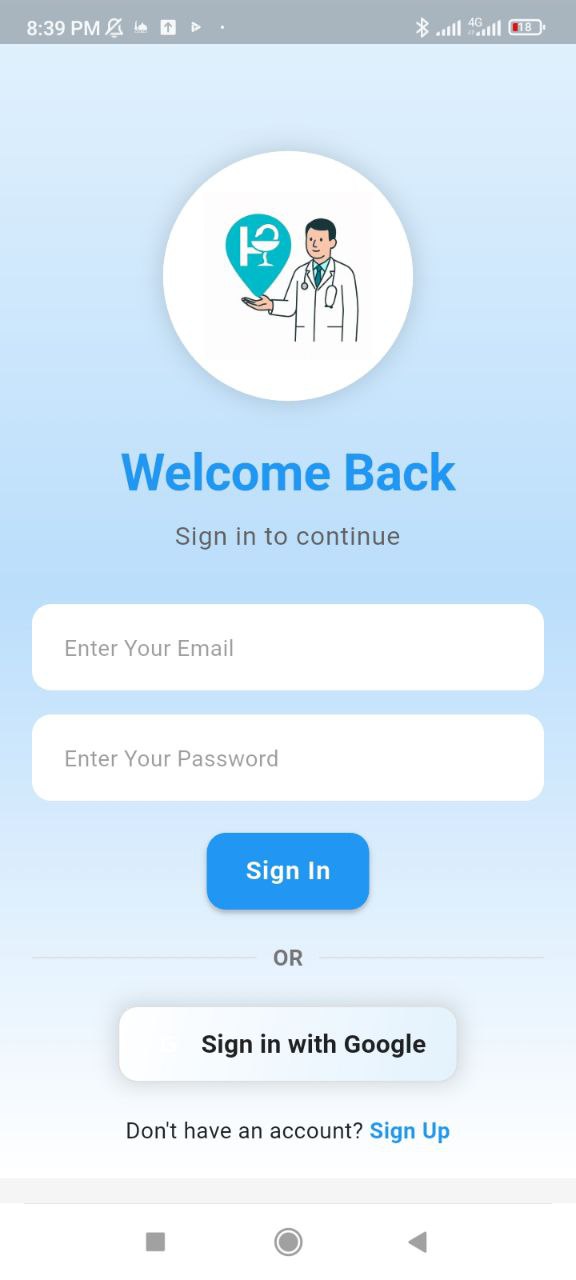 8:39 PM
4G
18
Welcome Back
Sign in to continue
Enter Your Email
Enter Your Password
Sign In
OR
Sign in with Google
Don't have an account? Sign Up